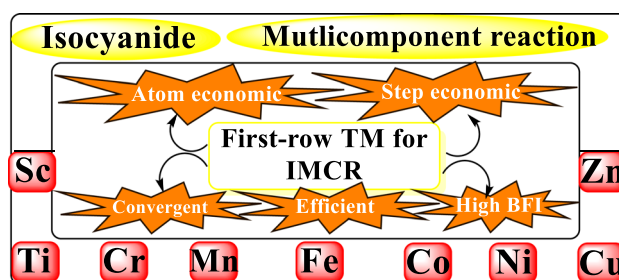 Isocyanide
Mutlicomponent reaction
Atom economic
Step economic
First-row TM for
IMCR
Sc
Zn
Convergent
Efficient
High BFI
Ti
Cr
Mn
Fe
Co
Ni
Cu